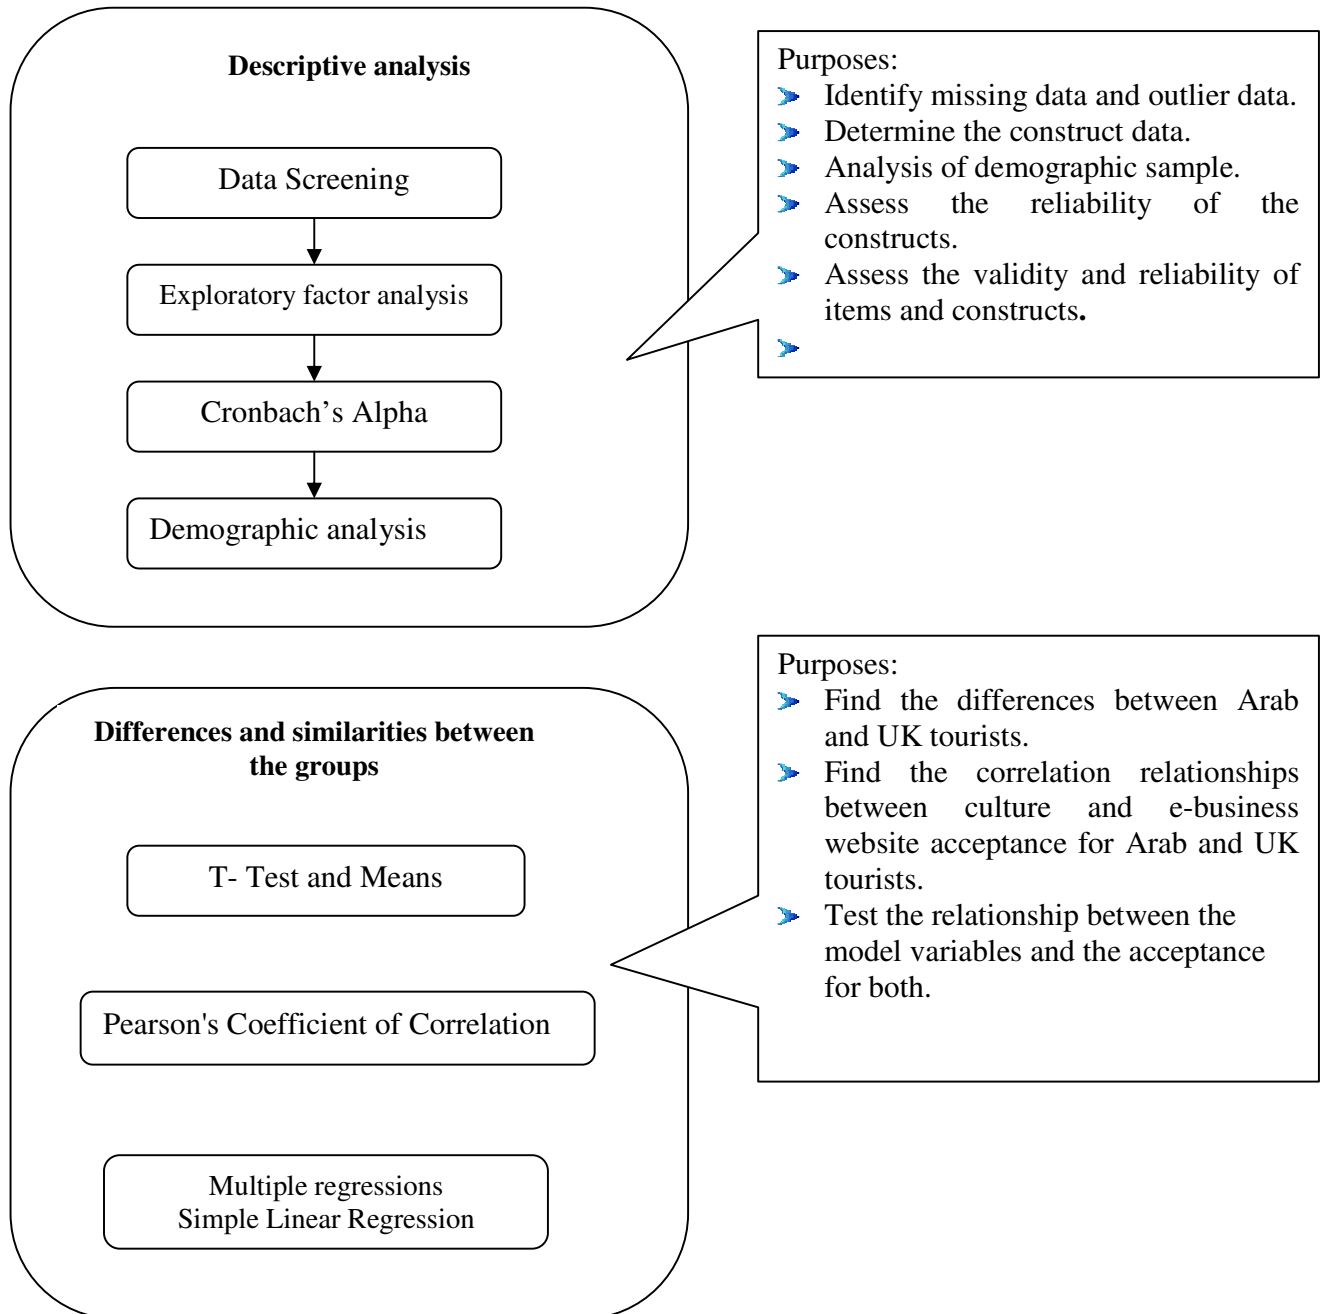 Descriptive analysis
Data Screening
Exploratory factor analysis
Cronbach’s Alpha
Demographic analysis
Purposes:
Identify missing data and outlier data.
Determine the construct data.
Analysis of demographic sample.
Assess the reliability of the
constructs.
Assess the validity and reliability of
items and constructs.
Differences and similarities between
the groups
T- Test and Means
Pearson's Coefficient of Correlation
Multiple regressions
Simple Linear Regression
Purposes:
Find the differences between Arab
and UK tourists.
Find the correlation relationships
between culture and e-business
website acceptance for Arab and UK
tourists.
Test the relationship between the
model variables and the acceptance
for both.